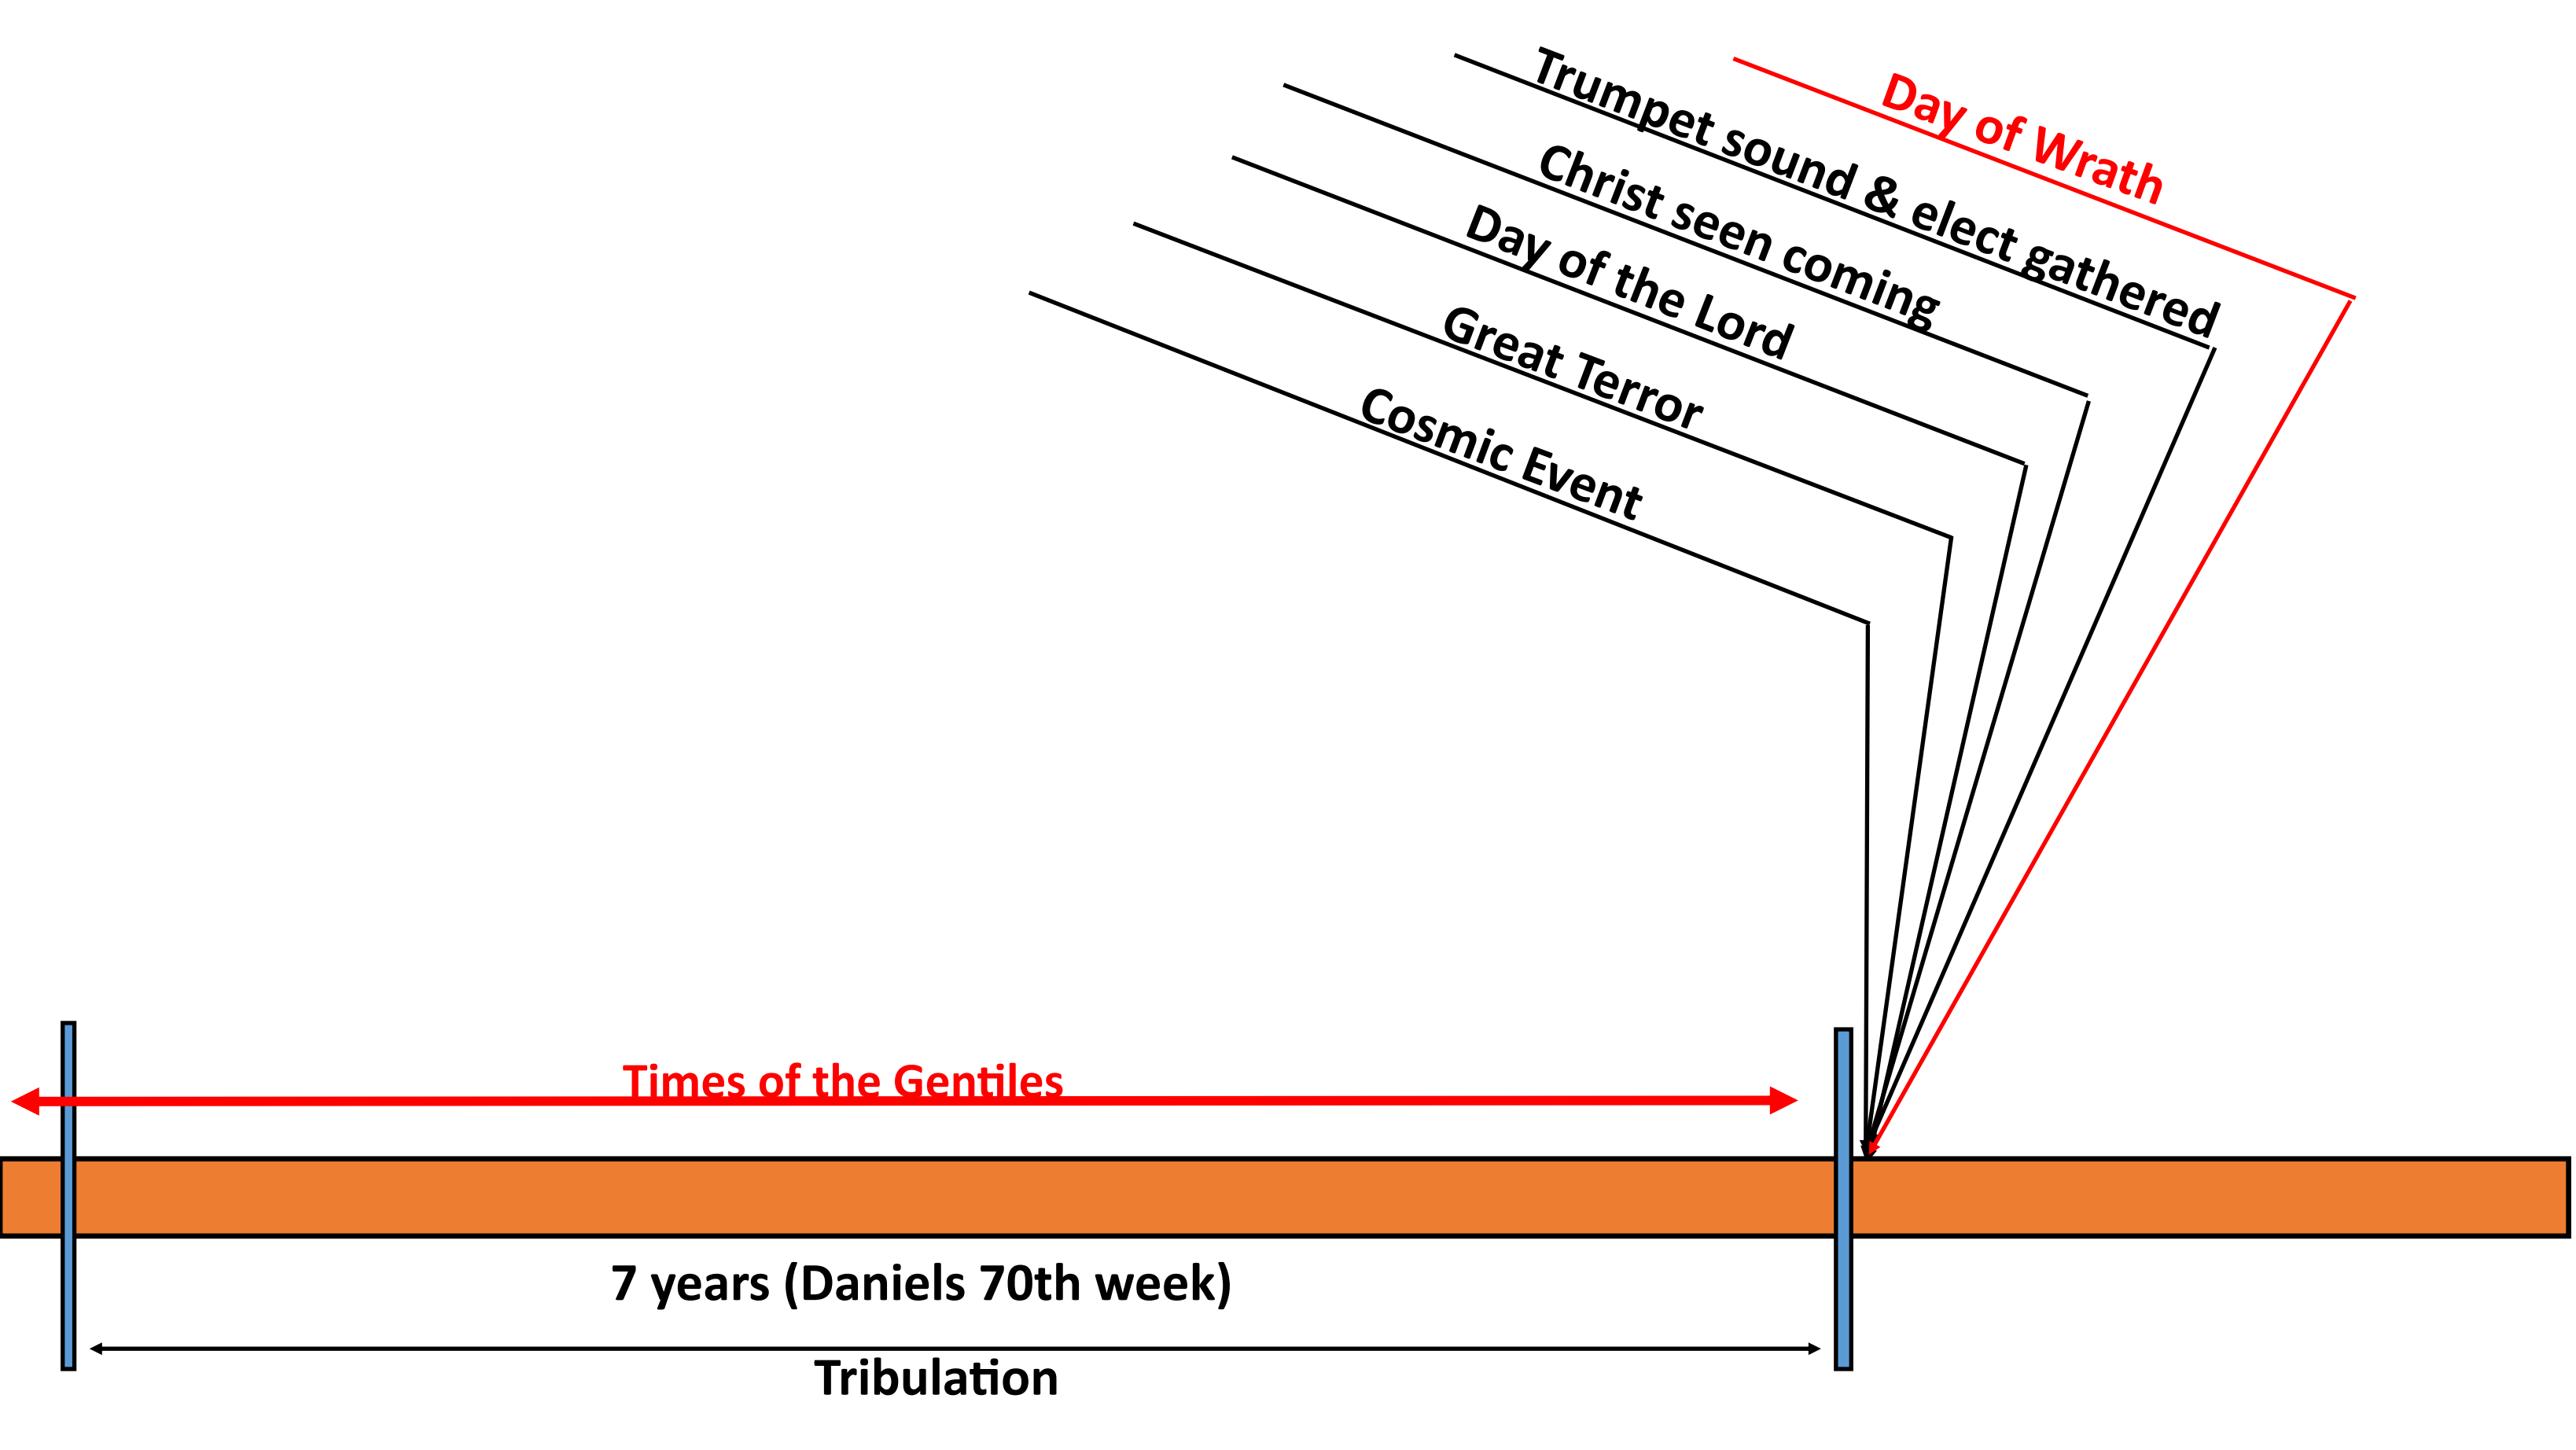 Day of Wrath
Trumpet sound & elect gathered
Christ seen coming
Day of the Lord
Great Terror
Cosmic Event
Times of the Gentiles
7 years (Daniels 70th week)
Tribulation